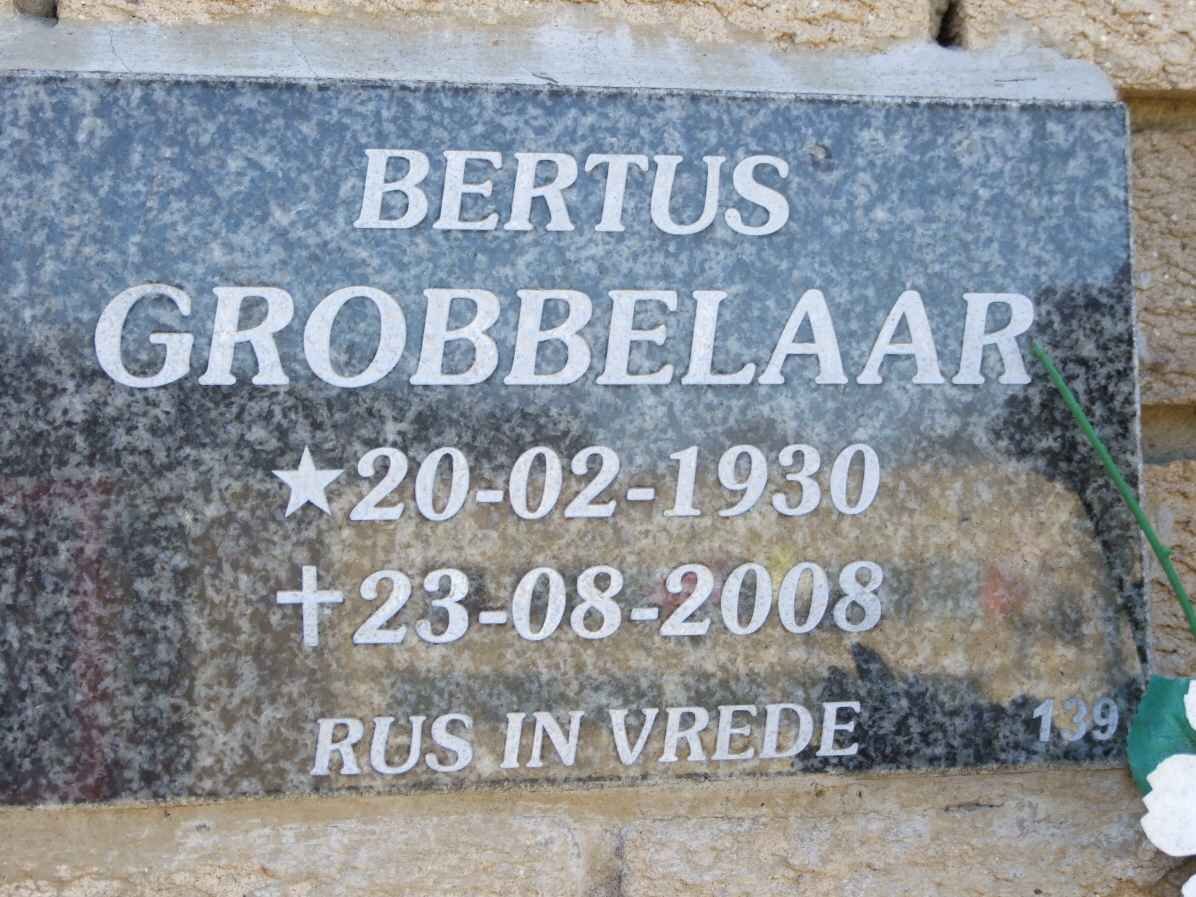 BERTUS
GROBBELAAR
★20-02-1930
✝23-08-2008
RUS IN VREDE
139